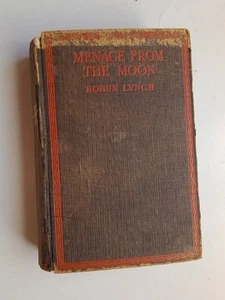 MENACE FROM
THE MOON
BOHUN LYNCH